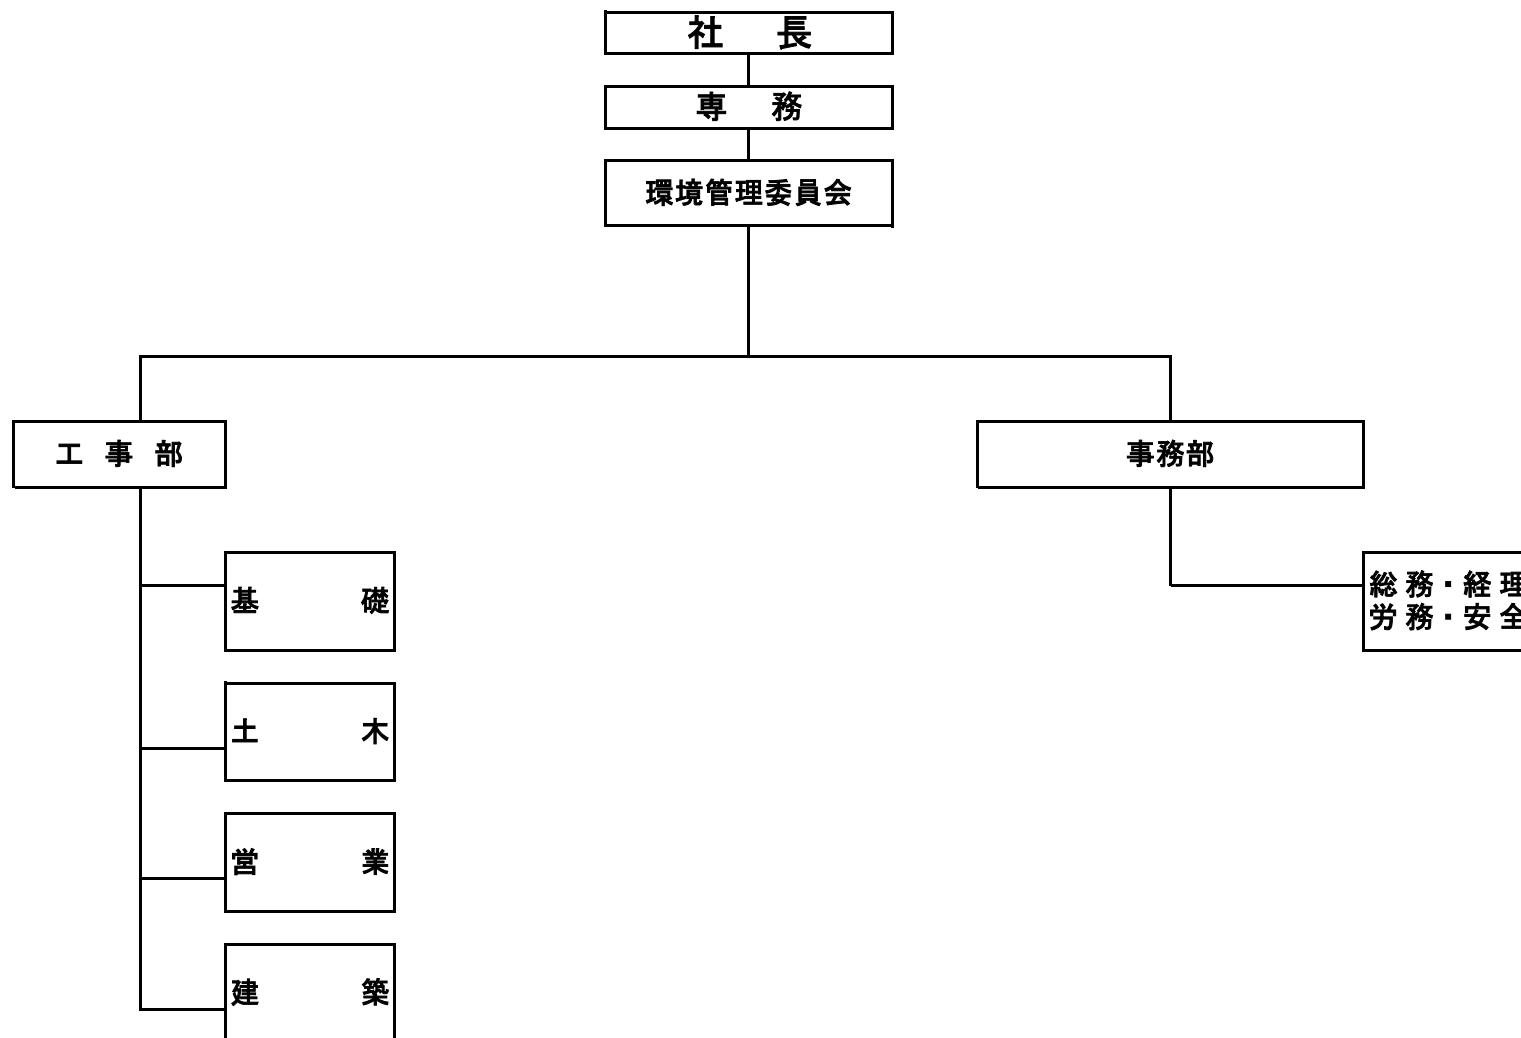 社　長
専　務
環境管理委員会
工 事 部
事務部
基　礎
総 務・経 理
労 務・安 全
土　木
営　業
建　築